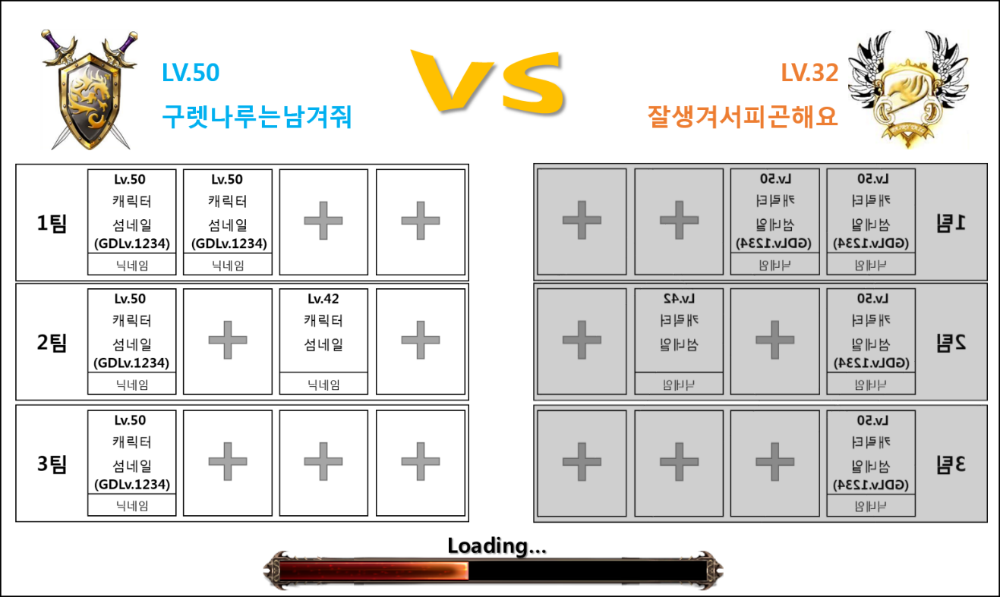 LV.50
구렛나루는남겨줘
VS
LV.32
잘생겨서피곤해요
1팀
Lv.50
캐릭터
섬네일
(GDLv.1234)
닉네임
Lv.50
캐릭터
섬네일
(GDLv.1234)
닉네임
2팀
Lv.50
캐릭터
섬네일
(GDLv.1234)
닉네임
Lv.42
캐릭터
섬네일
닉네임
3팀
Lv.50
캐릭터
섬네일
(GDLv.1234)
닉네임
Lv.50
캐릭터
섬네일
(GDLv.1234)
닉네임
Lv.50
캐릭터
섬네일
(GDLv.1234)
닉네임
1팀
Lv.42
캐릭터
섬네일
닉네임
Lv.50
캐릭터
섬네일
(GDLv.1234)
닉네임
2팀
Lv.50
캐릭터
섬네일
(GDLv.1234)
닉네임
3팀
Loading...